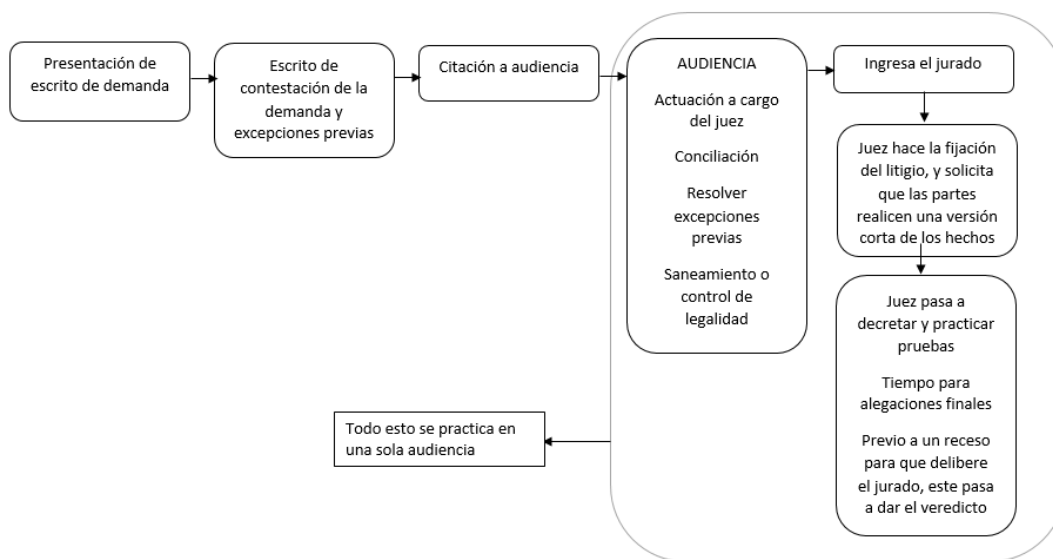 Presentación de
escrito de demanda
Escrito de
contestación de la
demanda y
excepciones previas
Citación a audiencia
AUDIENCIA
Actuación a cargo
del juez
Conciliación
Resolver
excepciones
previas
Saneamiento o
control de
legalidad
Ingresa el jurado
Juez hace la fijación
del litigio, y solicita
que las partes
realicen una versión
corta de los hechos
Juez pasa a
decretar y practicar
pruebas
Tiempo para
alegaciones finales
Previo a un receso
para que delibere
el jurado, este pasa
a dar el veredicto
Todo esto se practica en
una sola audiencia